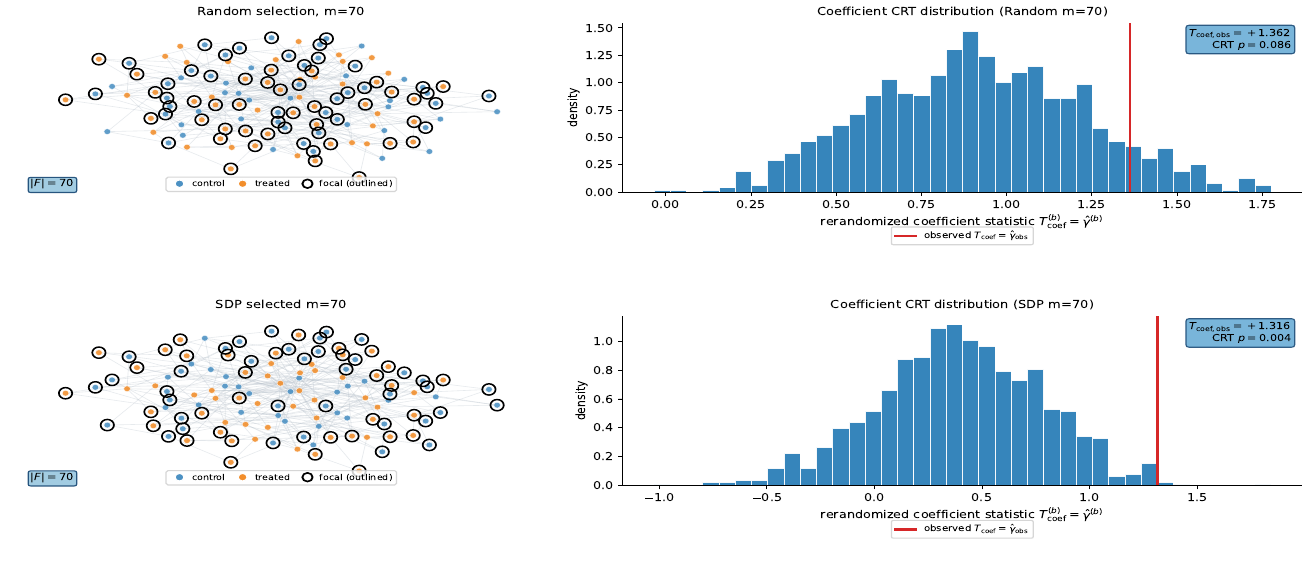 Random selection, m=70
|F| = 70
control
treated
focal (outlined)
Coefficient CRT distribution (Random m=70)
T_coef, obs = +1.362
CRT p = 0.086
density
1.50
1.25
1.00
0.75
0.50
0.25
0.00
0.00 0.25 0.50 0.75 1.00 1.25 1.50 1.75
rerandomized coefficient statistic T_coef^(b) = γ̂^(b)
observed T_coef = γ̂_obs
SDP selected m=70
|F| = 70
control
treated
focal (outlined)
Coefficient CRT distribution (SDP m=70)
T_coef, obs = +1.316
CRT p = 0.004
density
1.0
0.8
0.6
0.4
0.2
0.0
−1.0 −0.5 0.0 0.5 1.0 1.5
rerandomized coefficient statistic T_coef^(b) = γ̂^(b)
observed T_coef = γ̂_obs